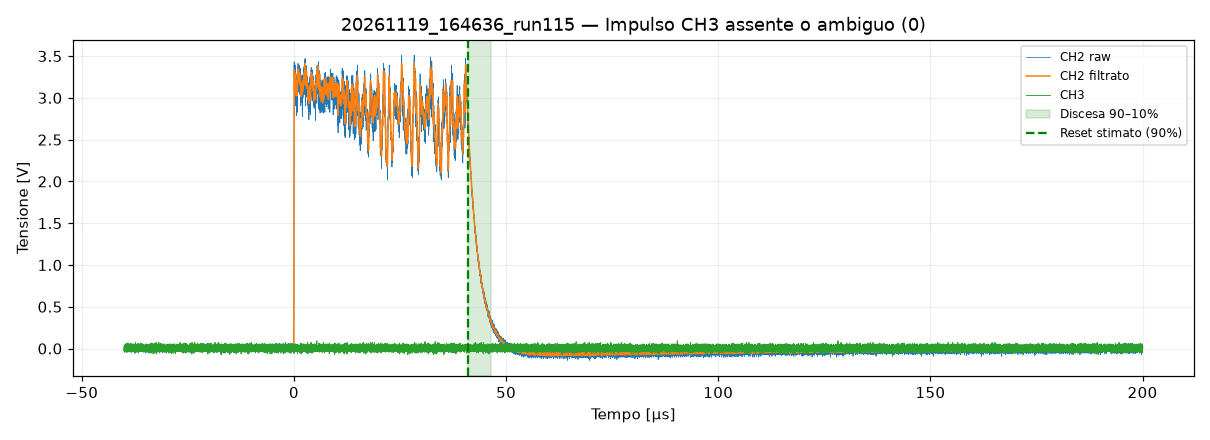 20261119_164636_run115 — Impulso CH3 assente o ambiguo (0)
Tensione [V]
3.5
3.0
2.5
2.0
1.5
1.0
0.5
0.0
CH2 raw
CH2 filtrato
CH3
Discesa 90–10%
Reset stimato (90%)
−50
0
50
100
150
200
Tempo [µs]